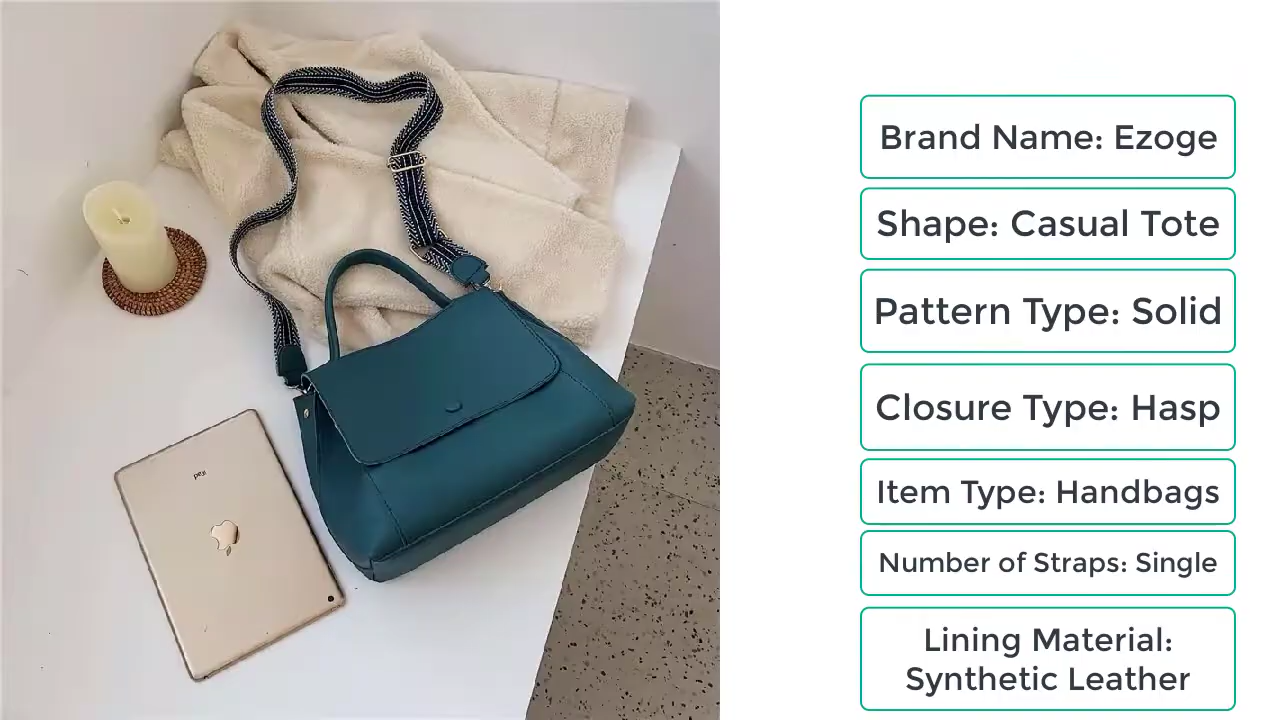 Brand Name: Ezoge
Shape: Casual Tote
Pattern Type: Solid
Closure Type: Hasp
Item Type: Handbags
Number of Straps: Single
Lining Material:
Synthetic Leather
iPad